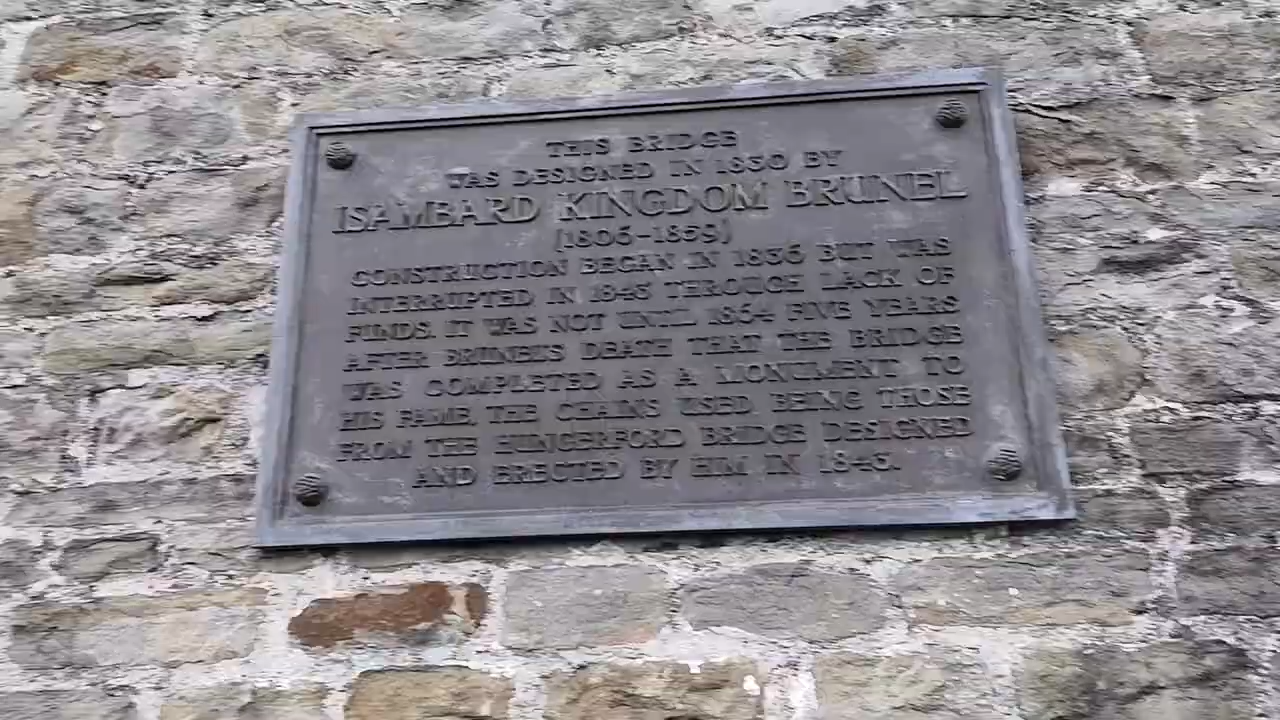 THIS BRIDGE
WAS DESIGNED IN 1830 BY
ISAMBARD KINGDOM BRUNEL
(1806-1859)
CONSTRUCTION BEGAN IN 1836 BUT WAS
INTERRUPTED IN 1843 THROUGH LACK OF
FUNDS. IT WAS NOT UNTIL 1864 FIVE YEARS
AFTER BRUNEL'S DEATH THAT THE BRIDGE
WAS COMPLETED AS A MONUMENT TO
HIS FAME, THE CHAINS USED BEING THOSE
FROM THE HUNGERFORD BRIDGE DESIGNED
AND ERECTED BY HIM IN 1843.